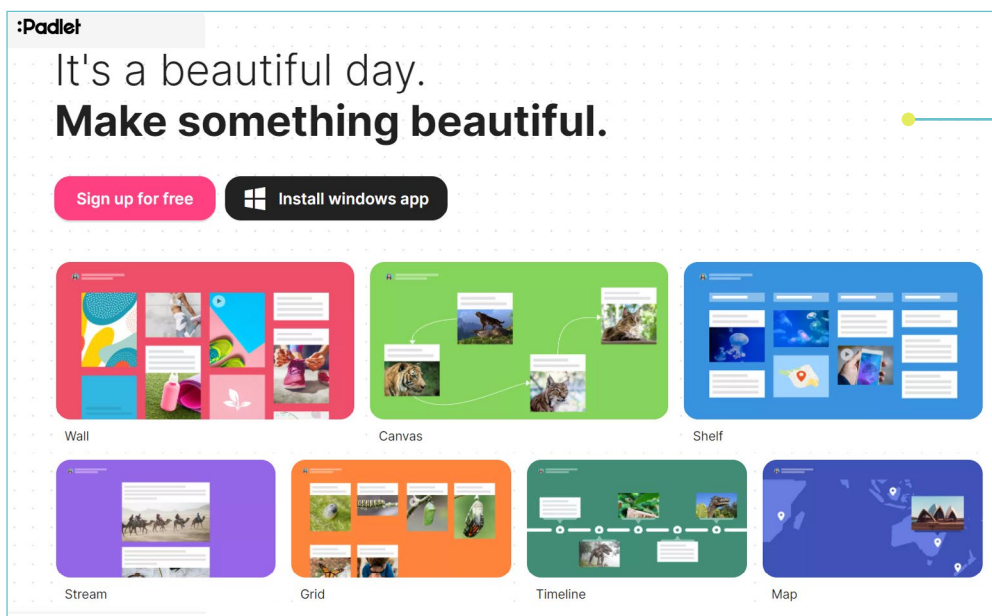 :Padlet
It's a beautiful day.
Make something beautiful.
Sign up for free
Install windows app
Wall
Canvas
Shelf
Stream
Grid
Timeline
Map